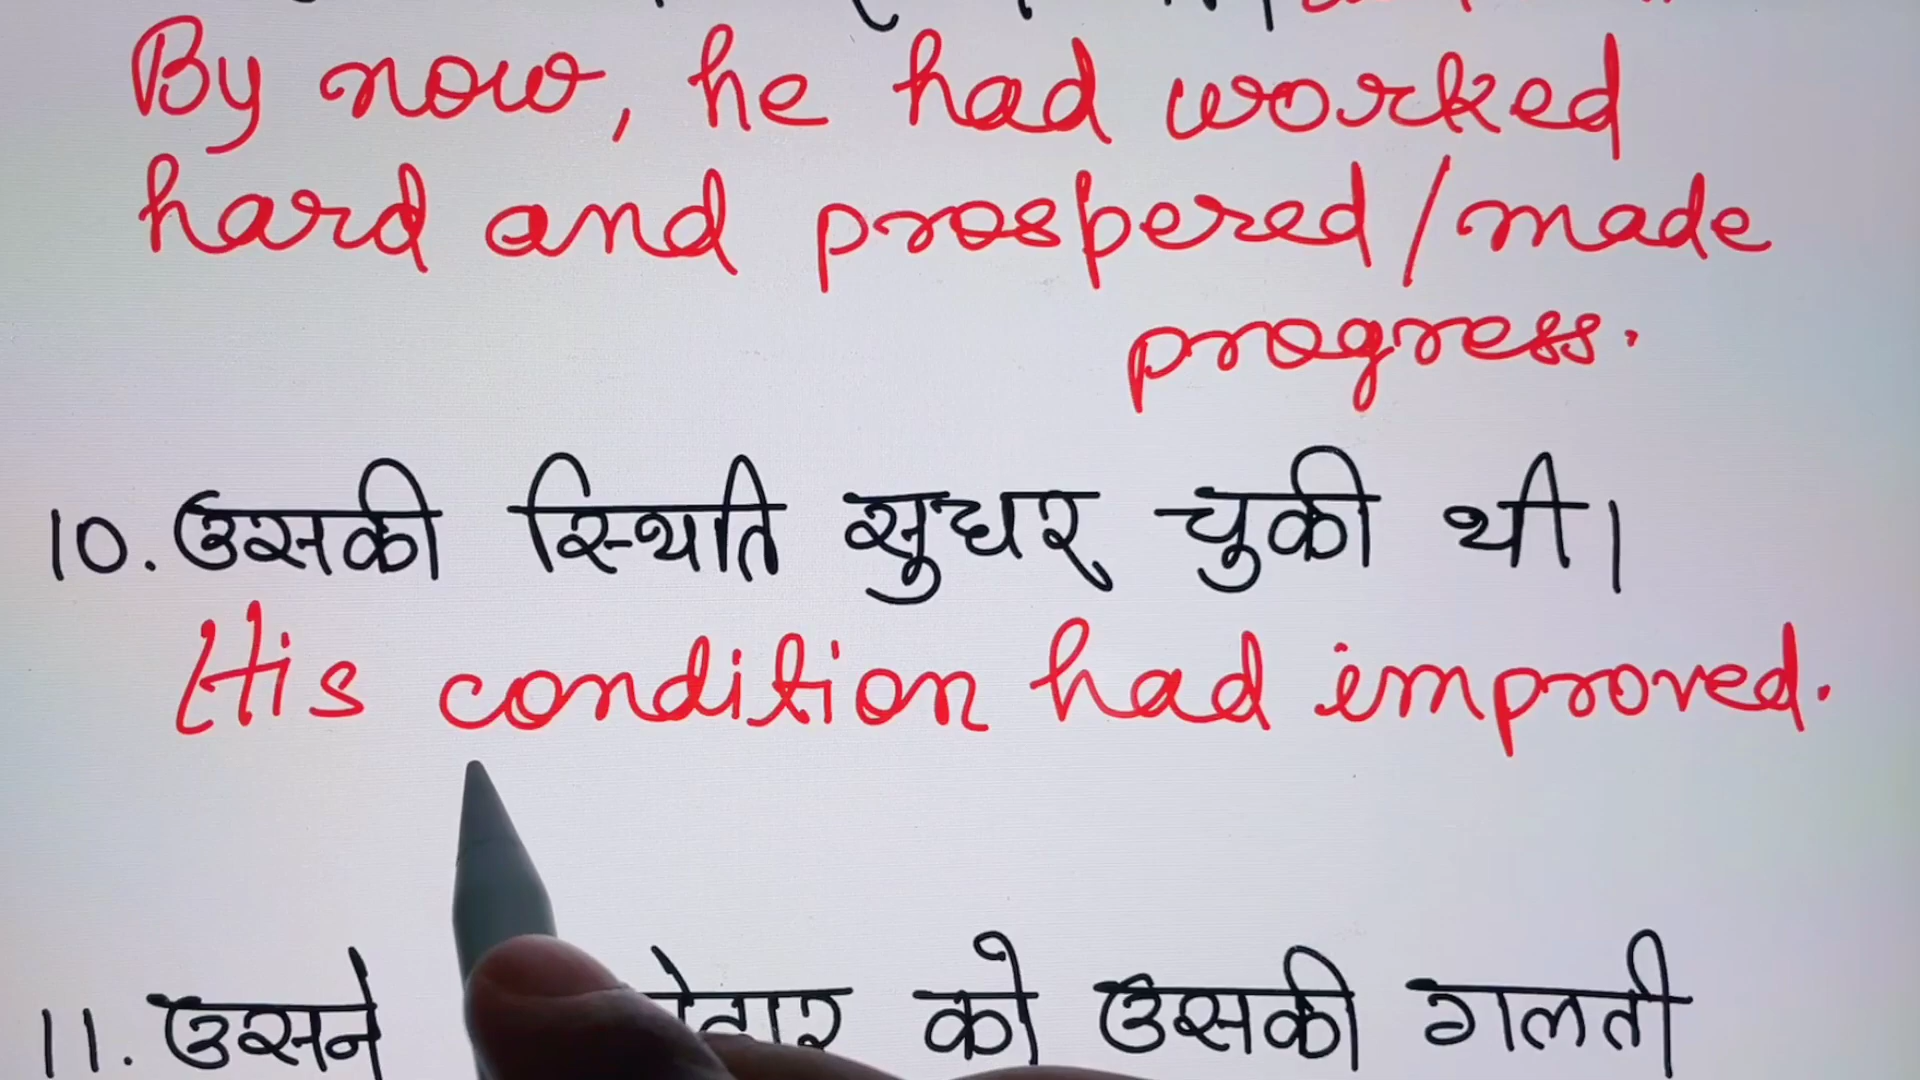 By now, he had worked
hard and prospered/made
progress.
10. उसकी स्थिति सुधर चुकी थी।
His condition had improved.
11. उसने को उसकी गलती